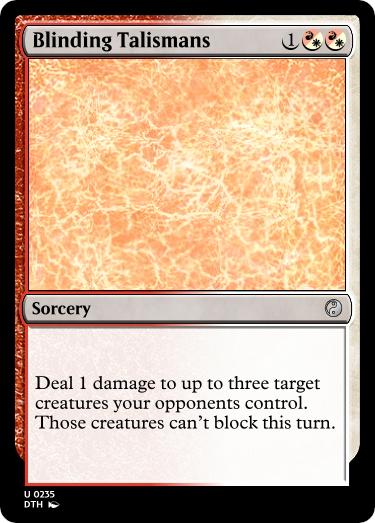 Blinding Talismans 1
Sorcery
Deal 1 damage to up to three target
creatures your opponents control.
Those creatures can't block this turn.
U 0235
DTH